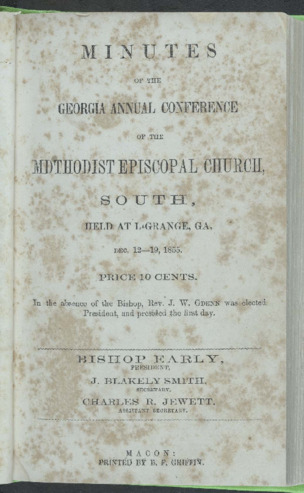 MINUTES
OF THE
GEORGIA ANNUAL CONFERENCE
OF THE
MDTHODIST EPISCOPAL CHURCH,
SOUTH,
HELD AT LaGRANGE, GA.
DEC. 12—19, 1855.
PRICE 10 CENTS.
In the absence of the Bishop, Rev. J. W. was elected
President, and presided the first day.
BISHOP EARLY,
PRESIDENT,
J. BLAKELY SMITH,
SECRETARY.
CHARLES R. JEWETT,
ASSISTANT SECRETARY.
MACON:
PRINTED BY B. F. GRIFFIN.